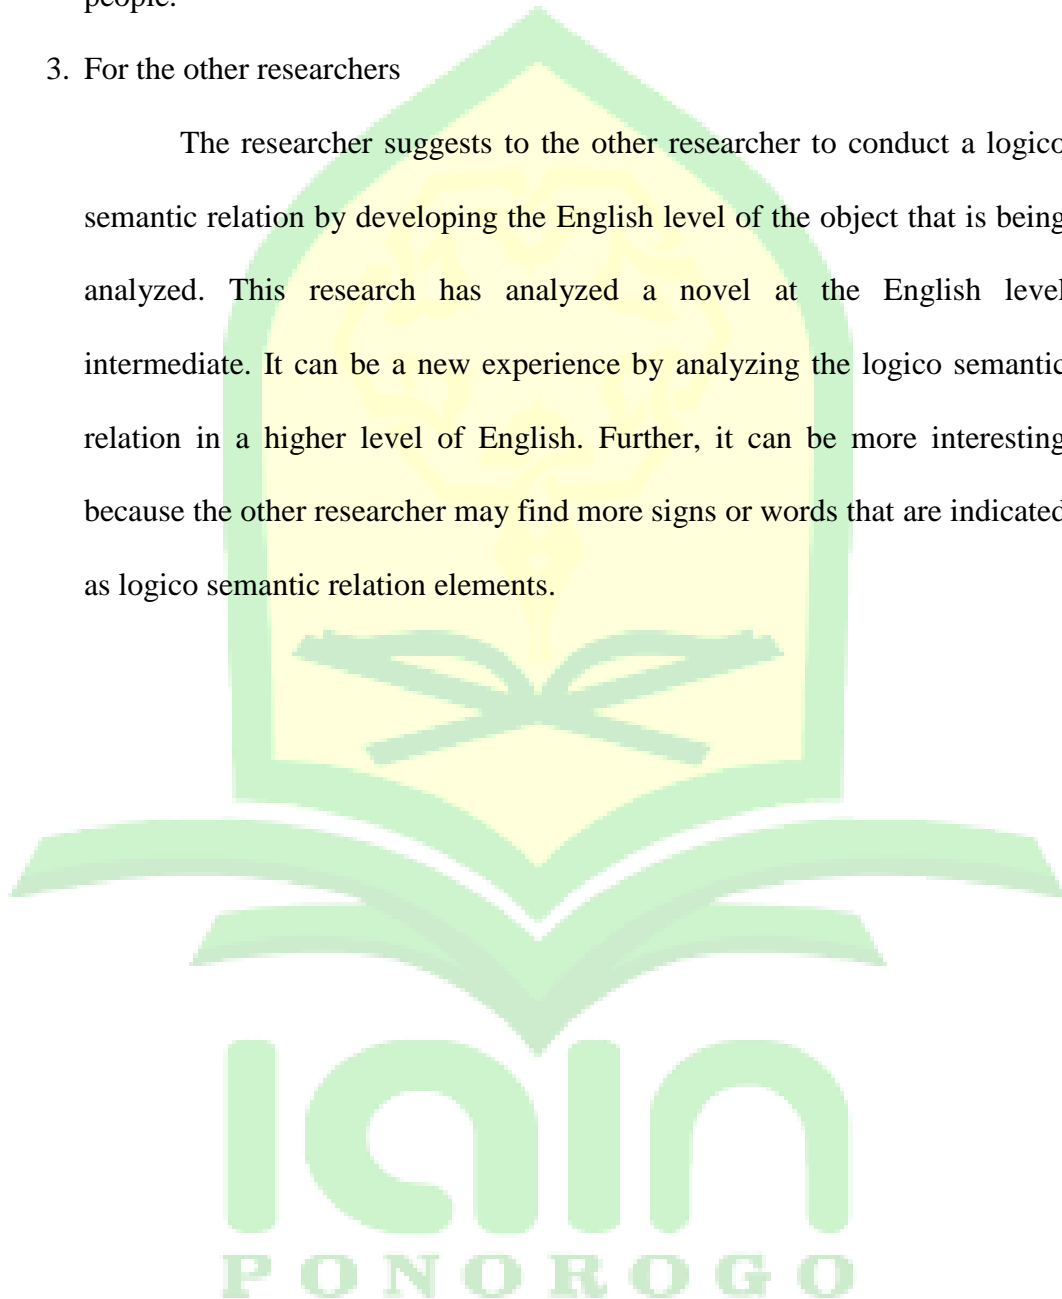 people.
3. For the other researchers
The researcher suggests to the other researcher to conduct a logico
semantic relation by developing the English level of the object that is being
analyzed. This research has analyzed a novel at the English level
intermediate. It can be a new experience by analyzing the logico semantic
relation in a higher level of English. Further, it can be more interesting
because the other researcher may find more signs or words that are indicated
as logico semantic relation elements.
iain
PONOROGO